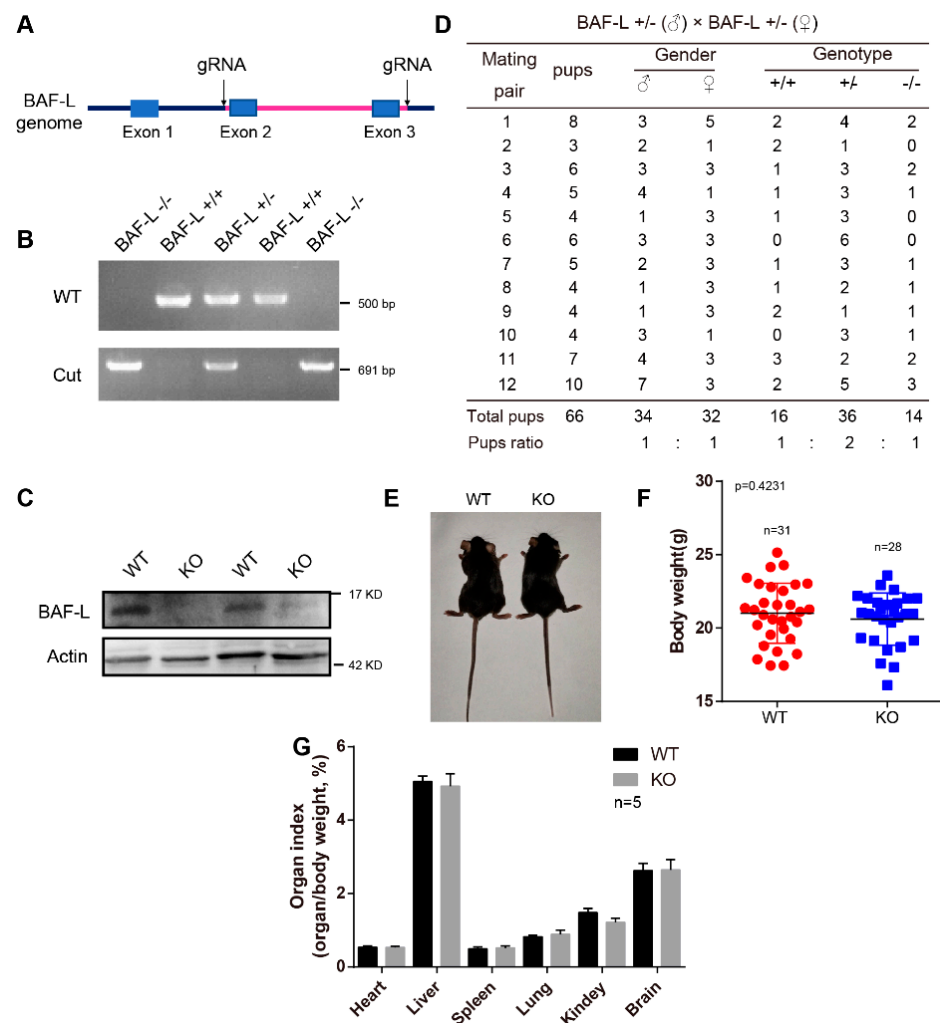 A
gRNA gRNA
BAF-L
genome
Exon 1 Exon 2 Exon 3
B
BAF-L -/- BAF-L +/+ BAF-L +/- BAF-L +/+ BAF-L -/-
WT
500 bp
Cut
691 bp
C
WT KO WT KO
17 KD
BAF-L
Actin
42 KD
D
BAF-L +/- (♂) × BAF-L +/- (♀)
Mating pair pups Gender Genotype
♂ ♀ +/+ +/- -/-
1 8 3 5 2 4 2
2 3 2 1 2 1 0
3 6 3 3 1 3 2
4 5 4 1 1 3 1
5 4 1 3 1 3 0
6 6 3 3 0 6 0
7 5 2 3 1 3 1
8 4 1 3 1 2 1
9 4 1 3 2 1 1
10 4 3 1 0 3 1
11 7 4 3 3 2 2
12 10 7 3 2 5 3
Total pups 66 34 32 16 36 14
Pups ratio 1 : 1 1 : 2 : 1
E
WT KO
F
Body weight(g)
30
25
20
15
p=0.4231
n=31
n=28
WT KO
G
Organ index
(organ/body weight, %)
6
4
2
0
WT
KO
n=5
Heart Liver Spleen Lung Kindey Brain